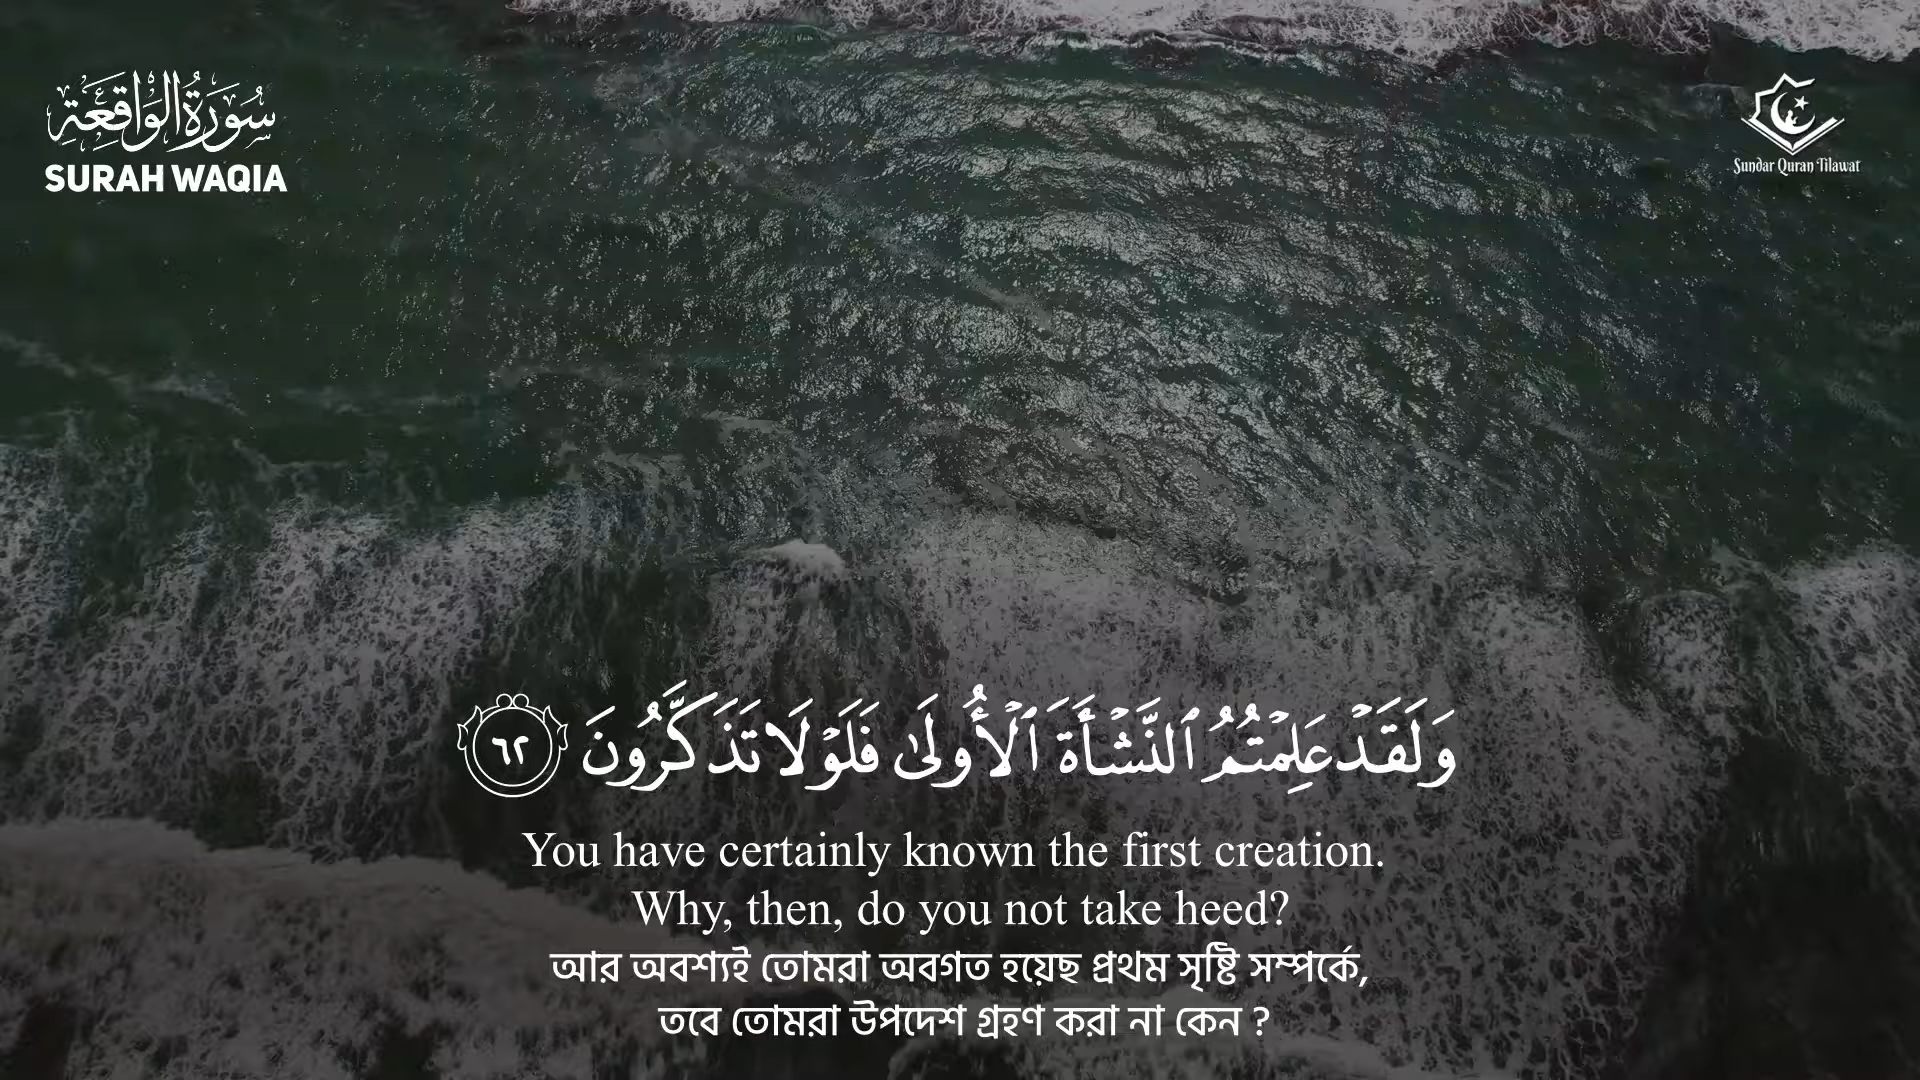 سُورَةُ الوَاقِعَة
SURAH WAQIA
Sundar Quran Tilawat
وَلَقَدۡ عَلِمۡتُمُ ٱلنَّشۡأَةَ ٱلۡأُولَىٰ فَلَوۡلَا تَذَكَّرُونَ ٦٢
You have certainly known the first creation.
Why, then, do you not take heed?
আর অবশ্যই তোমরা অবগত হয়েছ প্রথম সৃষ্টি সম্পর্কে,
তবে তোমরা উপদেশ গ্রহণ করা না কেন ?